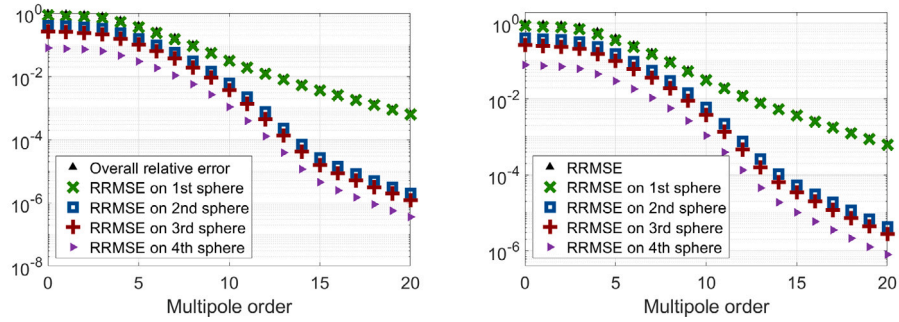 10^0
10^-2
10^-4
10^-6
10^-8
Overall relative error
RRMSE on 1st sphere
RRMSE on 2nd sphere
RRMSE on 3rd sphere
RRMSE on 4th sphere
0 5 10 15 20
Multipole order
10^0
10^-2
10^-4
10^-6
RRMSE
RRMSE on 1st sphere
RRMSE on 2nd sphere
RRMSE on 3rd sphere
RRMSE on 4th sphere
0 5 10 15 20
Multipole order